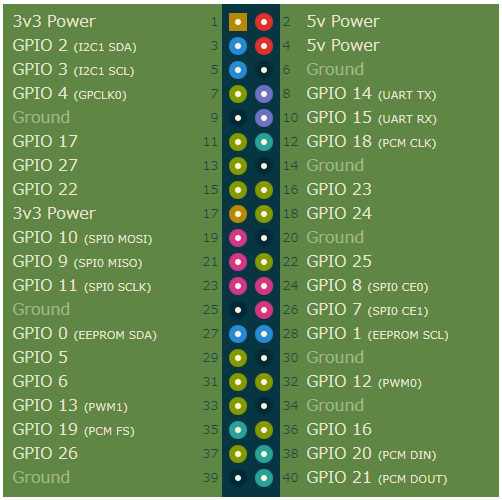 3v3 Power 1 2 5v Power
GPIO 2 (I2C1 SDA) 3 4 5v Power
GPIO 3 (I2C1 SCL) 5 6 Ground
GPIO 4 (GPCLK0) 7 8 GPIO 14 (UART TX)
Ground 9 10 GPIO 15 (UART RX)
GPIO 17 11 12 GPIO 18 (PCM CLK)
GPIO 27 13 14 Ground
GPIO 22 15 16 GPIO 23
3v3 Power 17 18 GPIO 24
GPIO 10 (SPI0 MOSI) 19 20 Ground
GPIO 9 (SPI0 MISO) 21 22 GPIO 25
GPIO 11 (SPI0 SCLK) 23 24 GPIO 8 (SPI0 CE0)
Ground 25 26 GPIO 7 (SPI0 CE1)
GPIO 0 (EEPROM SDA) 27 28 GPIO 1 (EEPROM SCL)
GPIO 5 29 30 Ground
GPIO 6 31 32 GPIO 12 (PWM0)
GPIO 13 (PWM1) 33 34 Ground
GPIO 19 (PCM FS) 35 36 GPIO 16
GPIO 26 37 38 GPIO 20 (PCM DIN)
Ground 39 40 GPIO 21 (PCM DOUT)